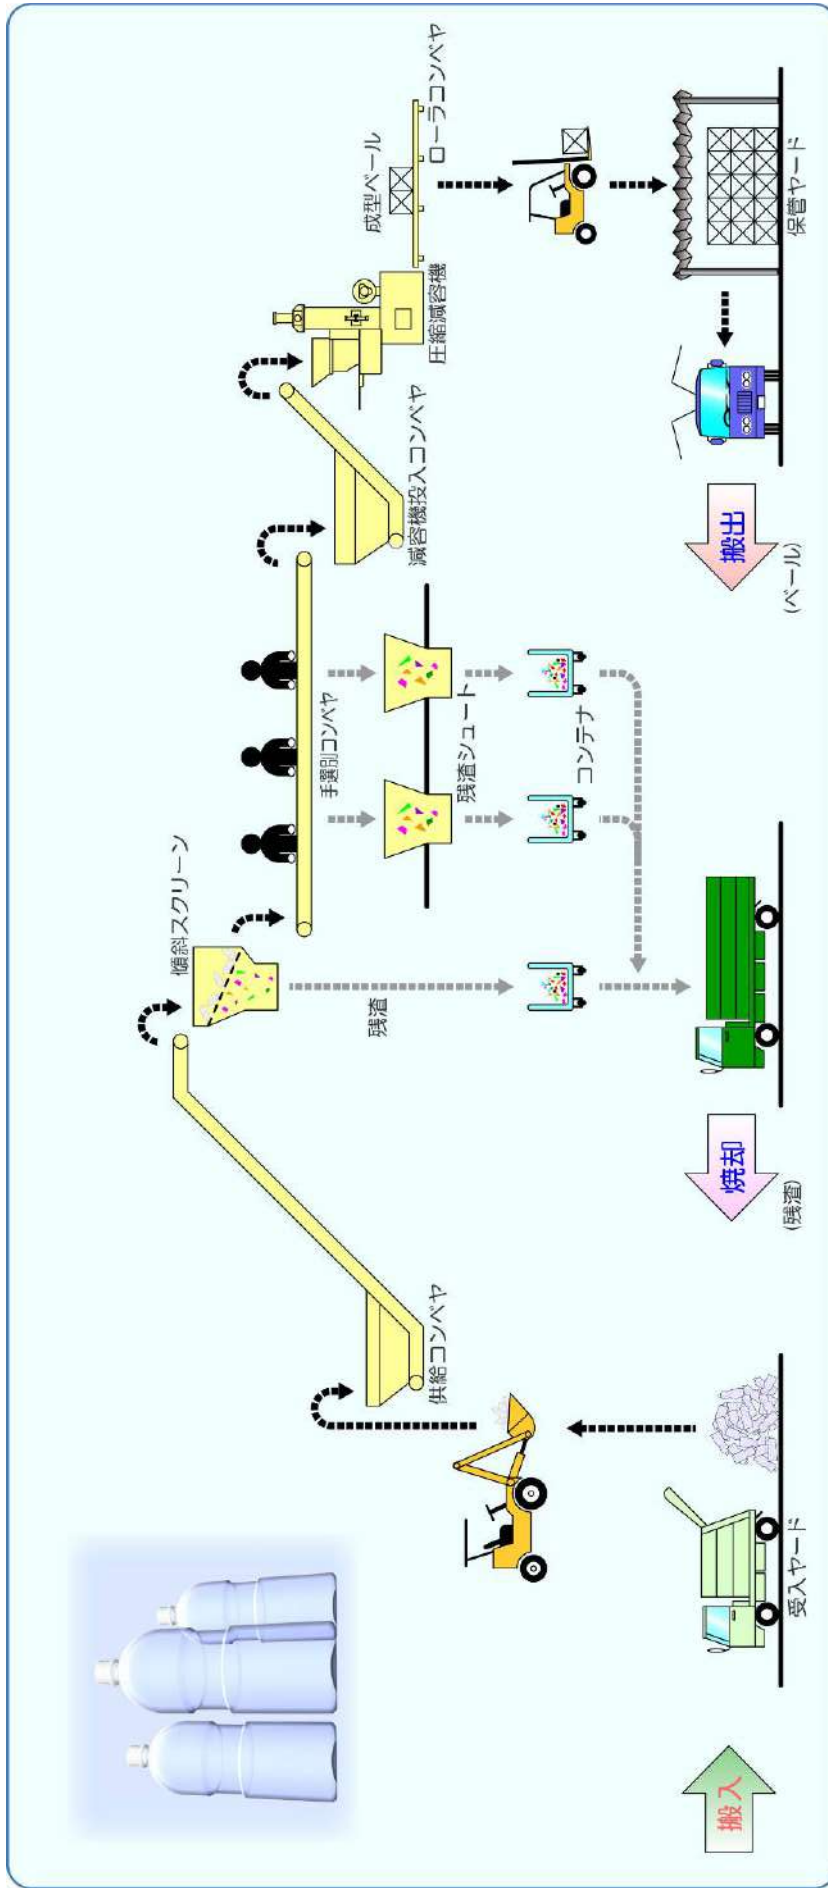 搬入
受入ヤード
供給コンベヤ
傾斜スクリーン
残渣
焼却
(残渣)
手選別コンベヤ
残渣シュート
コンテナ
減容機投入コンベヤ
圧縮減容機
成型ベール
ローラコンベヤ
保管ヤード
搬出
(ベール)